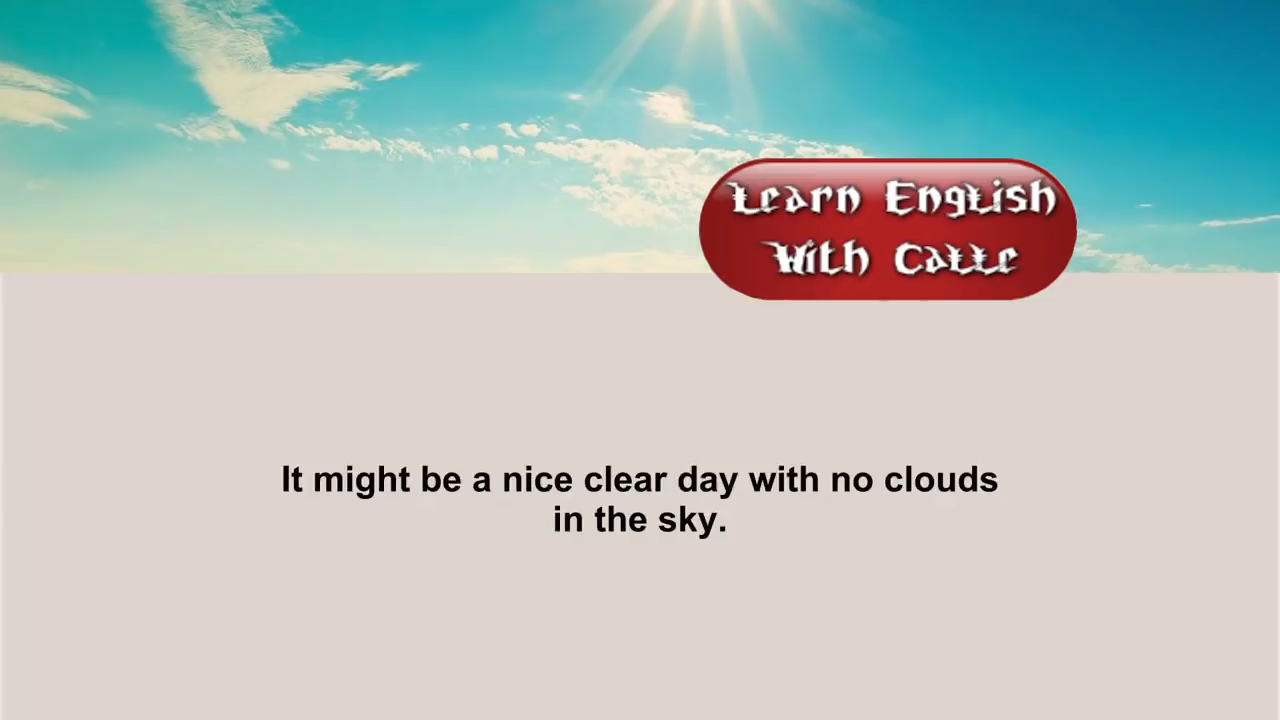 Learn English
With Calle
It might be a nice clear day with no clouds
in the sky.